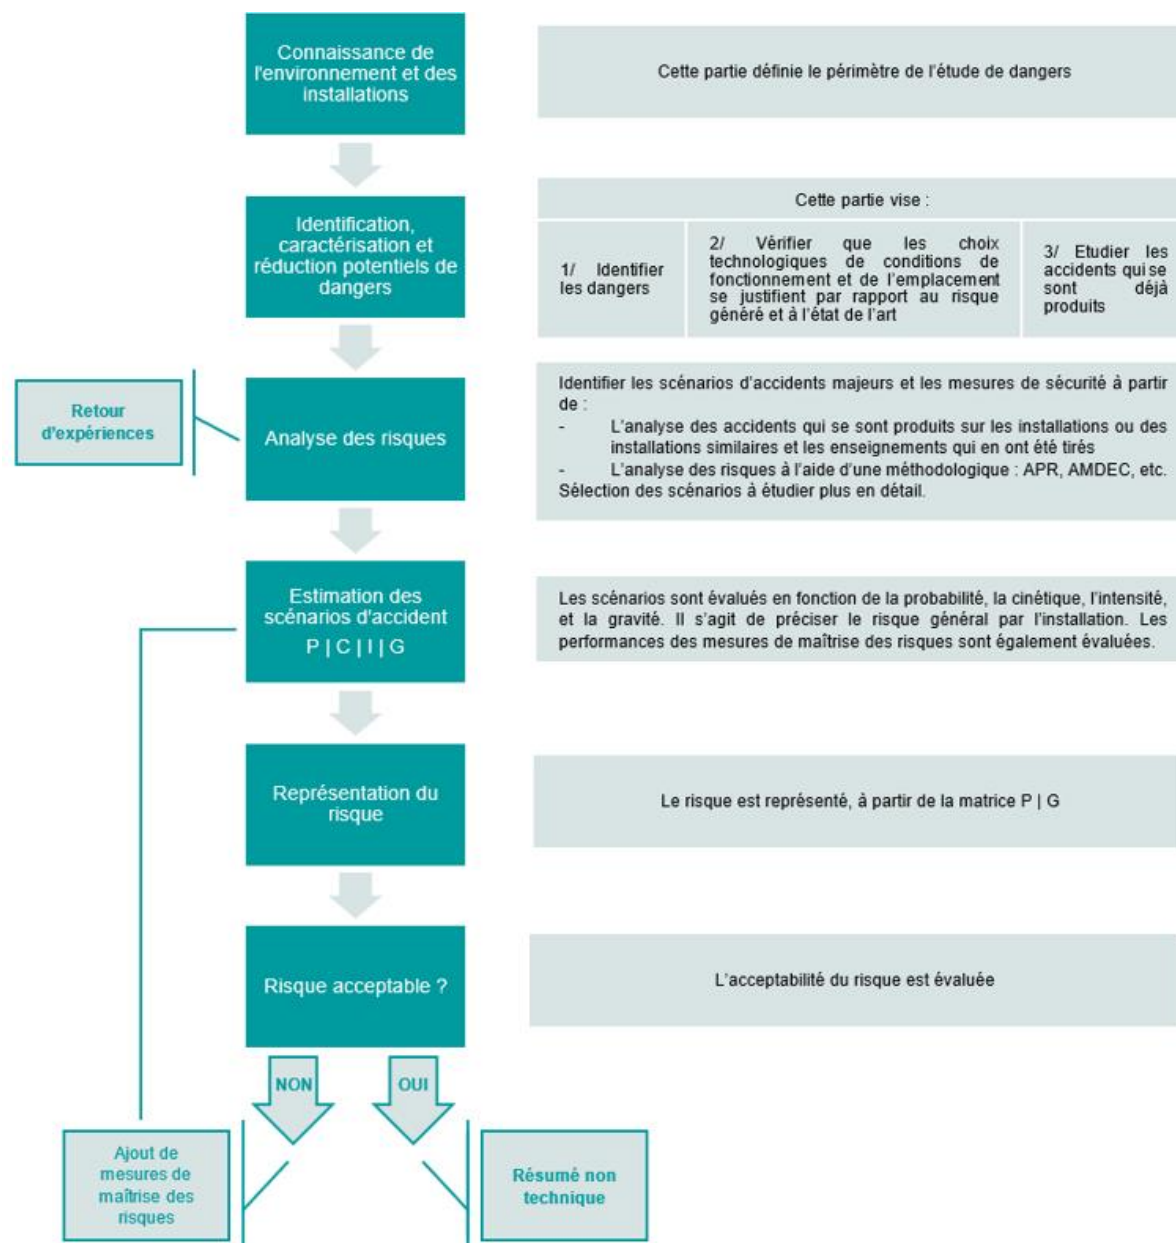 Connaissance de
l'environnement et des
installations
Cette partie définie le périmètre de l'étude de dangers
Identification,
caractérisation et
réduction potentiels de
dangers
Cette partie vise :
1/ Identifier
les dangers
2/ Vérifier que les choix
technologiques de conditions de
fonctionnement et de l'emplacement
se justifient par rapport au risque
généré et à l'état de l'art
3/ Etudier les
accidents qui se
sont déjà
produits
Retour
d'expériences
Analyse des risques
Identifier les scénarios d'accidents majeurs et les mesures de sécurité à partir
de :
- L'analyse des accidents qui se sont produits sur les installations ou des
installations similaires et les enseignements qui en ont été tirés
- L'analyse des risques à l'aide d'une méthodologique : APR, AMDEC, etc.
Sélection des scénarios à étudier plus en détail.
Estimation des
scénarios d'accident
P | C | I | G
Les scénarios sont évalués en fonction de la probabilité, la cinétique, l'intensité,
et la gravité. Il s'agit de préciser le risque général par l'installation. Les
performances des mesures de maîtrise des risques sont également évaluées.
Représentation du
risque
Le risque est représenté, à partir de la matrice P | G
Risque acceptable ?
L'acceptabilité du risque est évaluée
NON
OUI
Ajout de
mesures de
maîtrise des
risques
Résumé non
technique